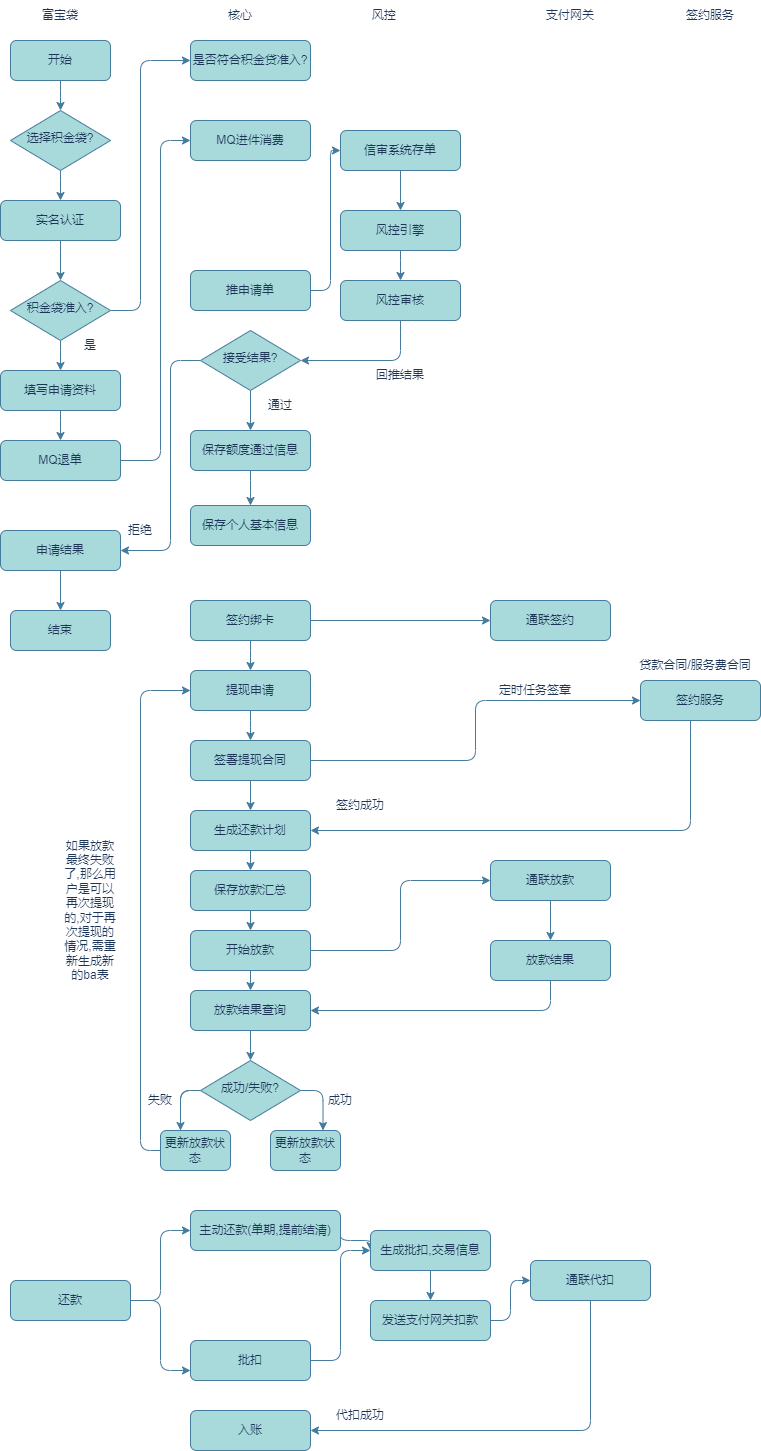 富宝袋
核心
风控
支付网关
签约服务
开始
是否符合积金贷准入?
选择积金袋?
MQ进件消费
信审系统存单
实名认证
风控引擎
积金袋准入?
推申请单
风控审核
是
接受结果?
回推结果
填写申请资料
通过
MQ退单
保存额度通过信息
保存个人基本信息
拒绝
申请结果
结束
签约绑卡
通联签约
贷款合同/服务费合同
提现申请
定时任务签章
签约服务
签署提现合同
签约成功
生成还款计划
如果放款
最终失败
了,那么用
户是可以
再次提现
的,对于再
次提现的
情况,需重
新生成新
的ba表
保存放款汇总
通联放款
开始放款
放款结果
放款结果查询
成功/失败?
失败
成功
更新放款状
态
更新放款状
态
主动还款(单期,提前结清)
生成批扣,交易信息
还款
通联代扣
发送支付网关扣款
批扣
代扣成功
入账